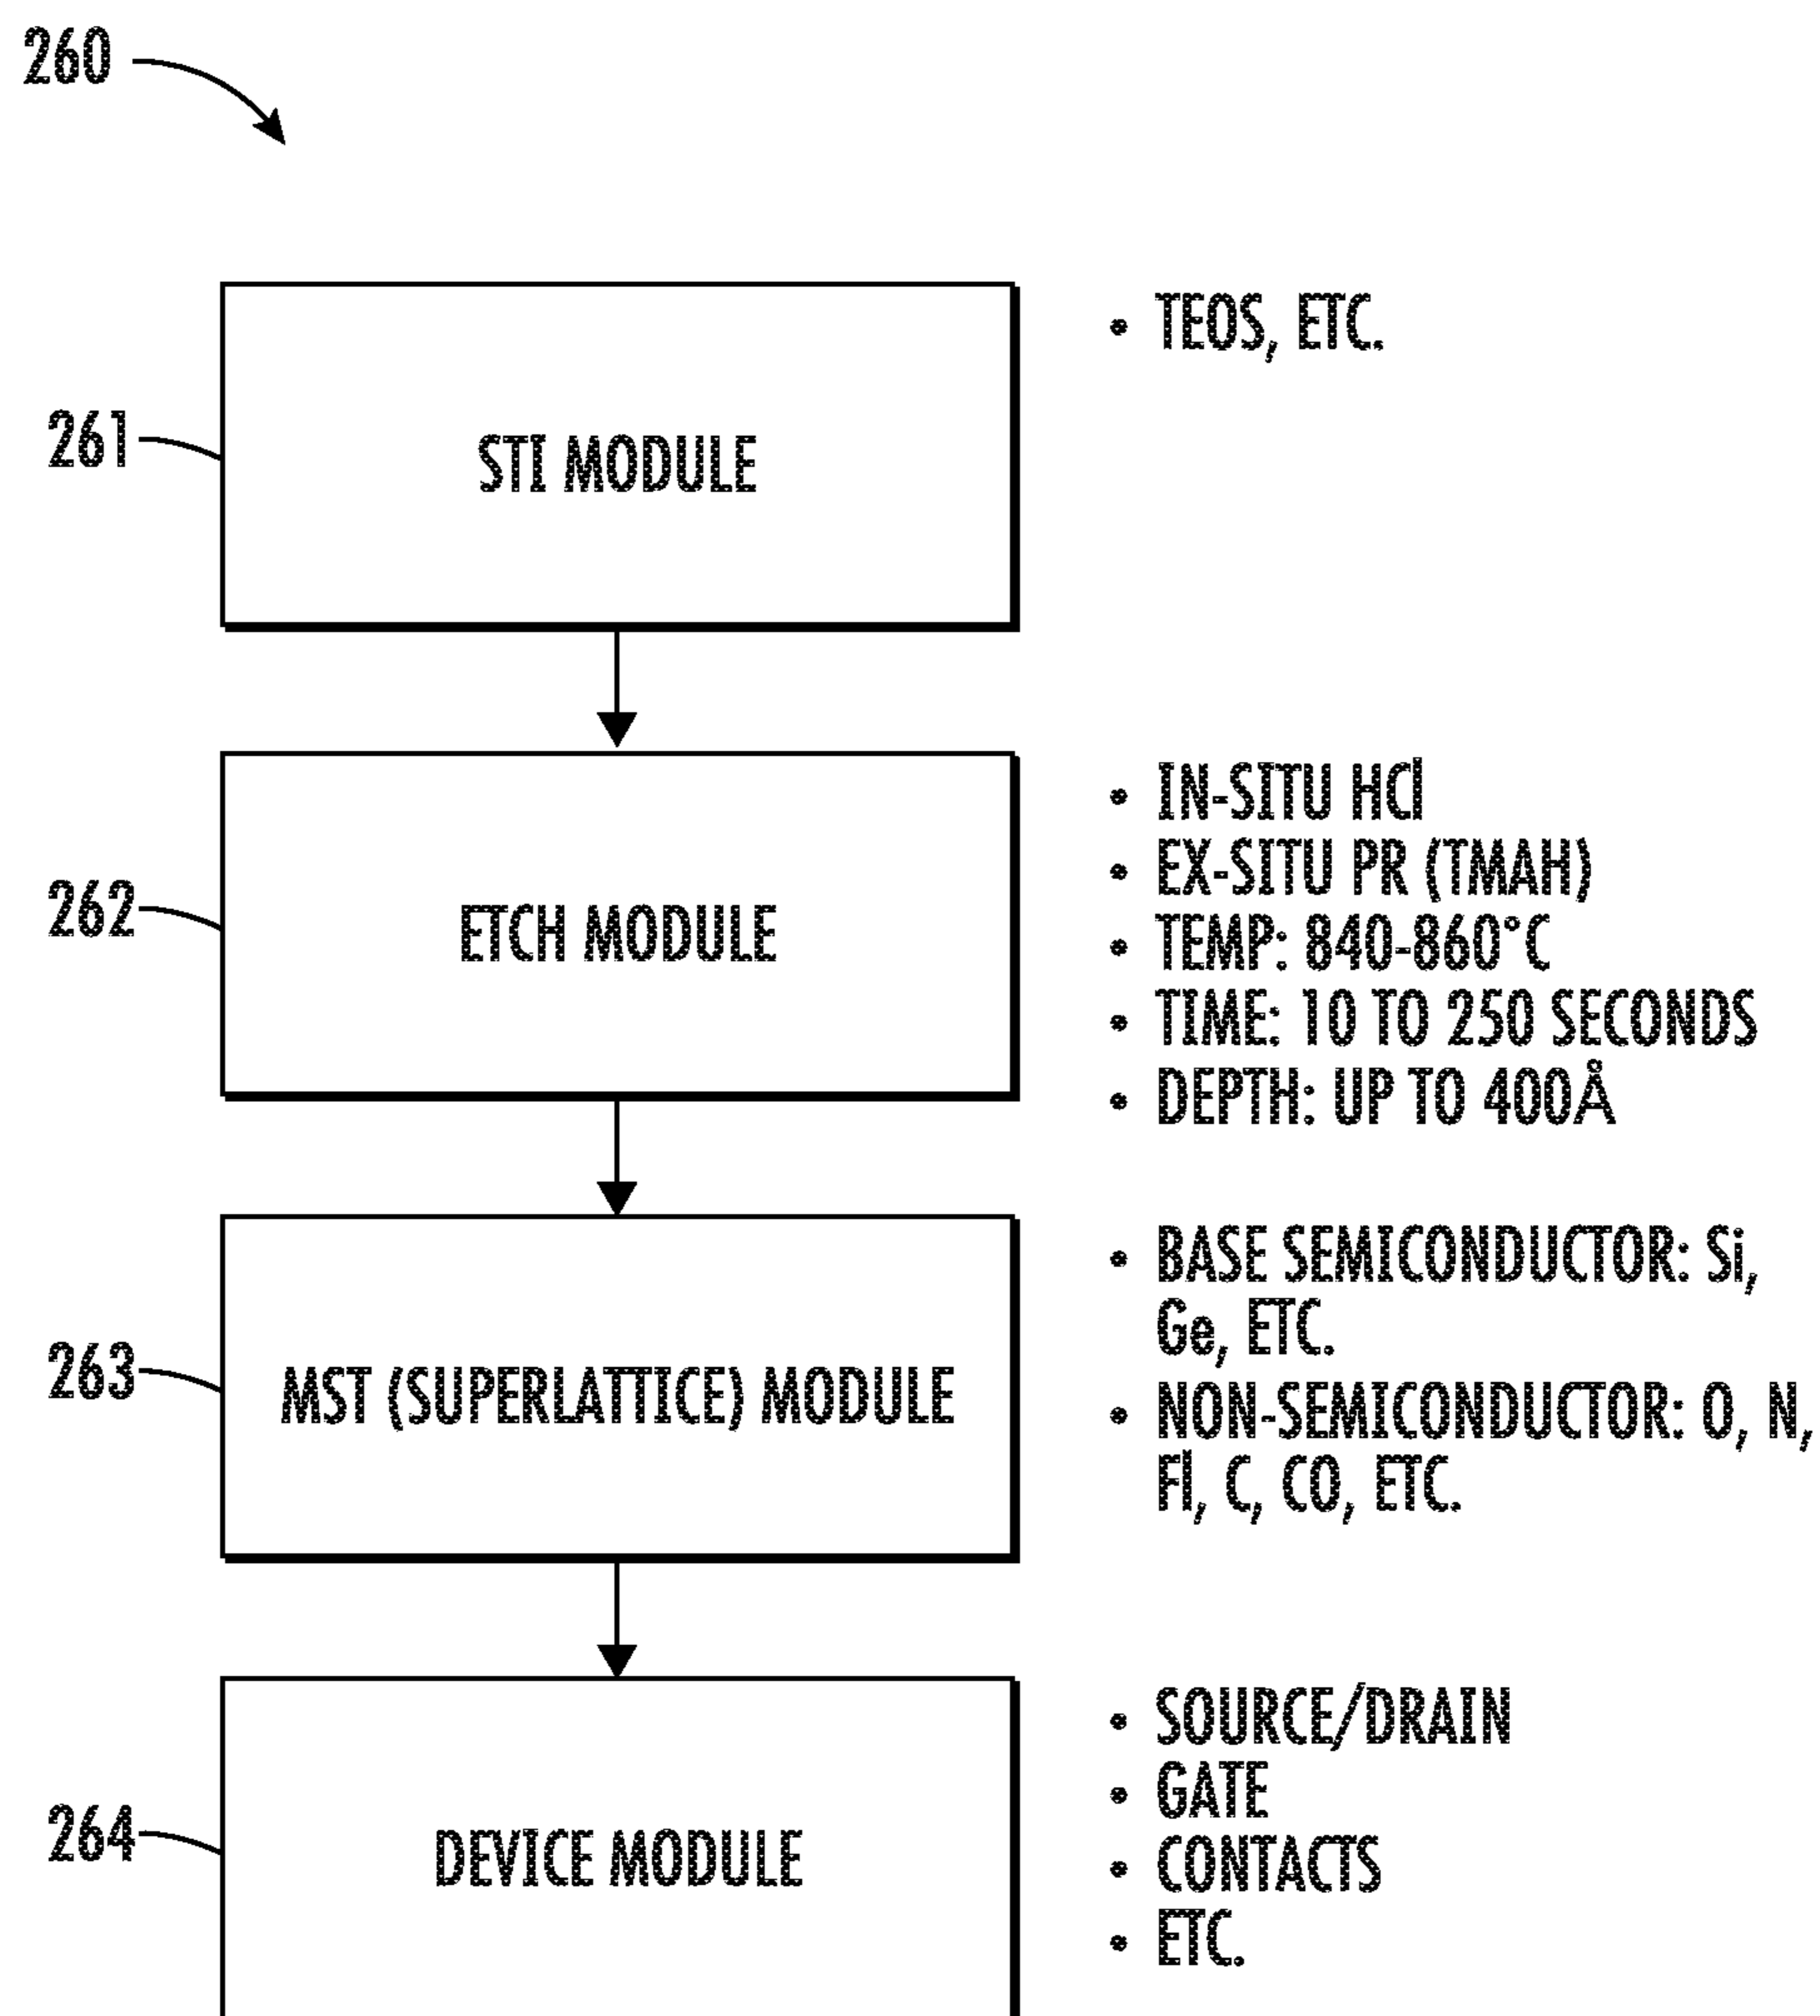 260
261
STI MODULE
• TEOS, ETC.
262
ETCH MODULE
• IN-SITU HCl
• EX-SITU PR (TMAH)
• TEMP: 840-860°C
• TIME: 10 TO 250 SECONDS
• DEPTH: UP TO 400Å
263
MST (SUPERLATTICE) MODULE
• BASE SEMICONDUCTOR: Si,
Ge, ETC.
• NON-SEMICONDUCTOR: O, N,
Fl, C, CO, ETC.
264
DEVICE MODULE
• SOURCE/DRAIN
• GATE
• CONTACTS
• ETC.